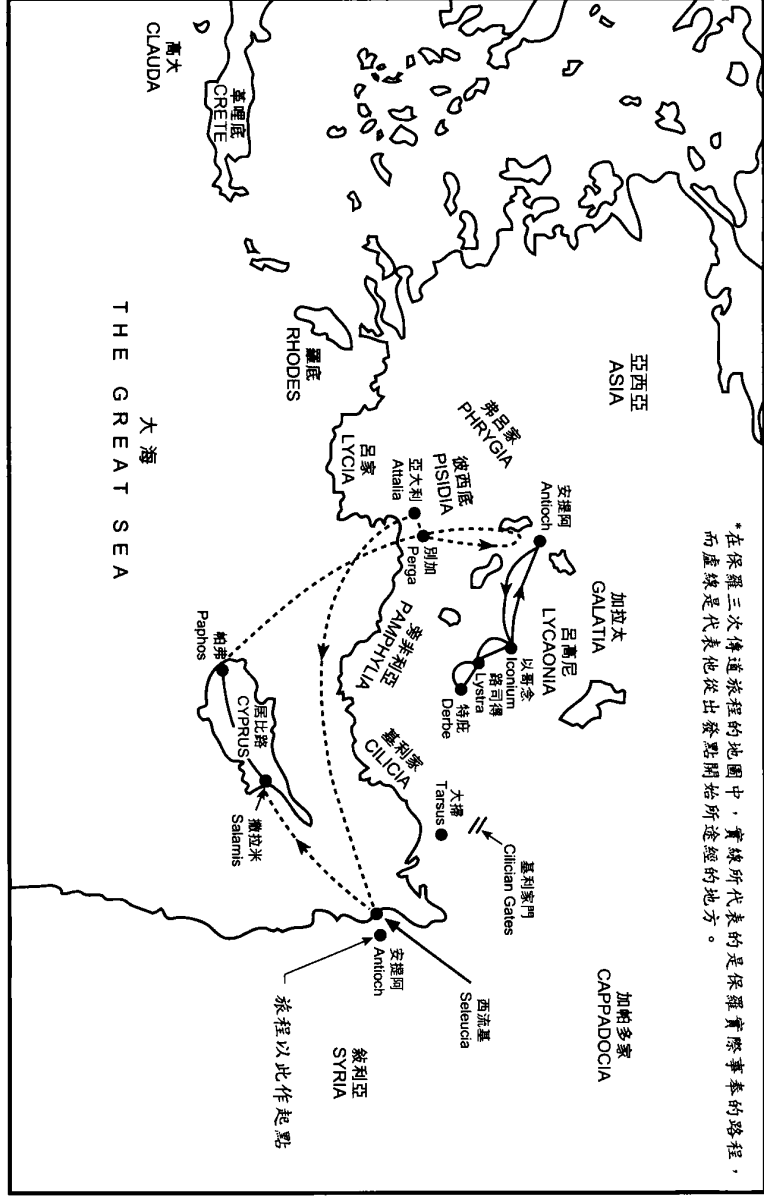 *在保羅三次傳道旅程的地圖中，實線所代表的是保羅實際事奉的路程，
而虛線是代表他從出發點開始所途經的地方。
亞西亞
ASIA
加拉太
GALATIA
加帕多家
CAPPADOCIA
弗呂家
PHRYGIA
安提阿
Antioch
呂高尼
LYCAONIA
彼西底
PISIDIA
以哥念
Iconium
路司得
Lystra
特庇
Derbe
基利家門
Cilician Gates
亞大利
Attalia
別加
Perga
旁非利亞
PAMPHYLIA
基利家
CILICIA
大掃
Tarsus
呂家
LYCIA
羅底
RHODES
西流基
Seleucia
安提阿
Antioch
敍利亞
SYRIA
旅程以此作起點
革哩底
CRETE
高大
CLAUDA
帕弗
Paphos
居比路
CYPRUS
撒拉米
Salamis
大海
THE GREAT SEA